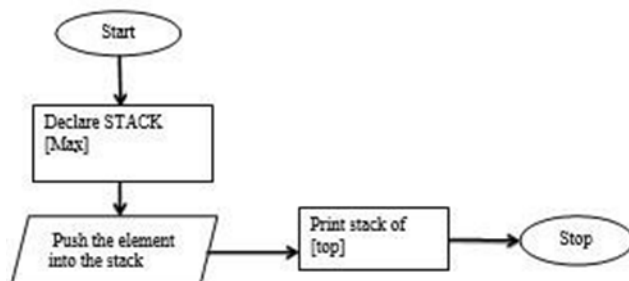 Start
Declare STACK
[Max]
Push the element
into the stack
Print stack of
[top]
Stop